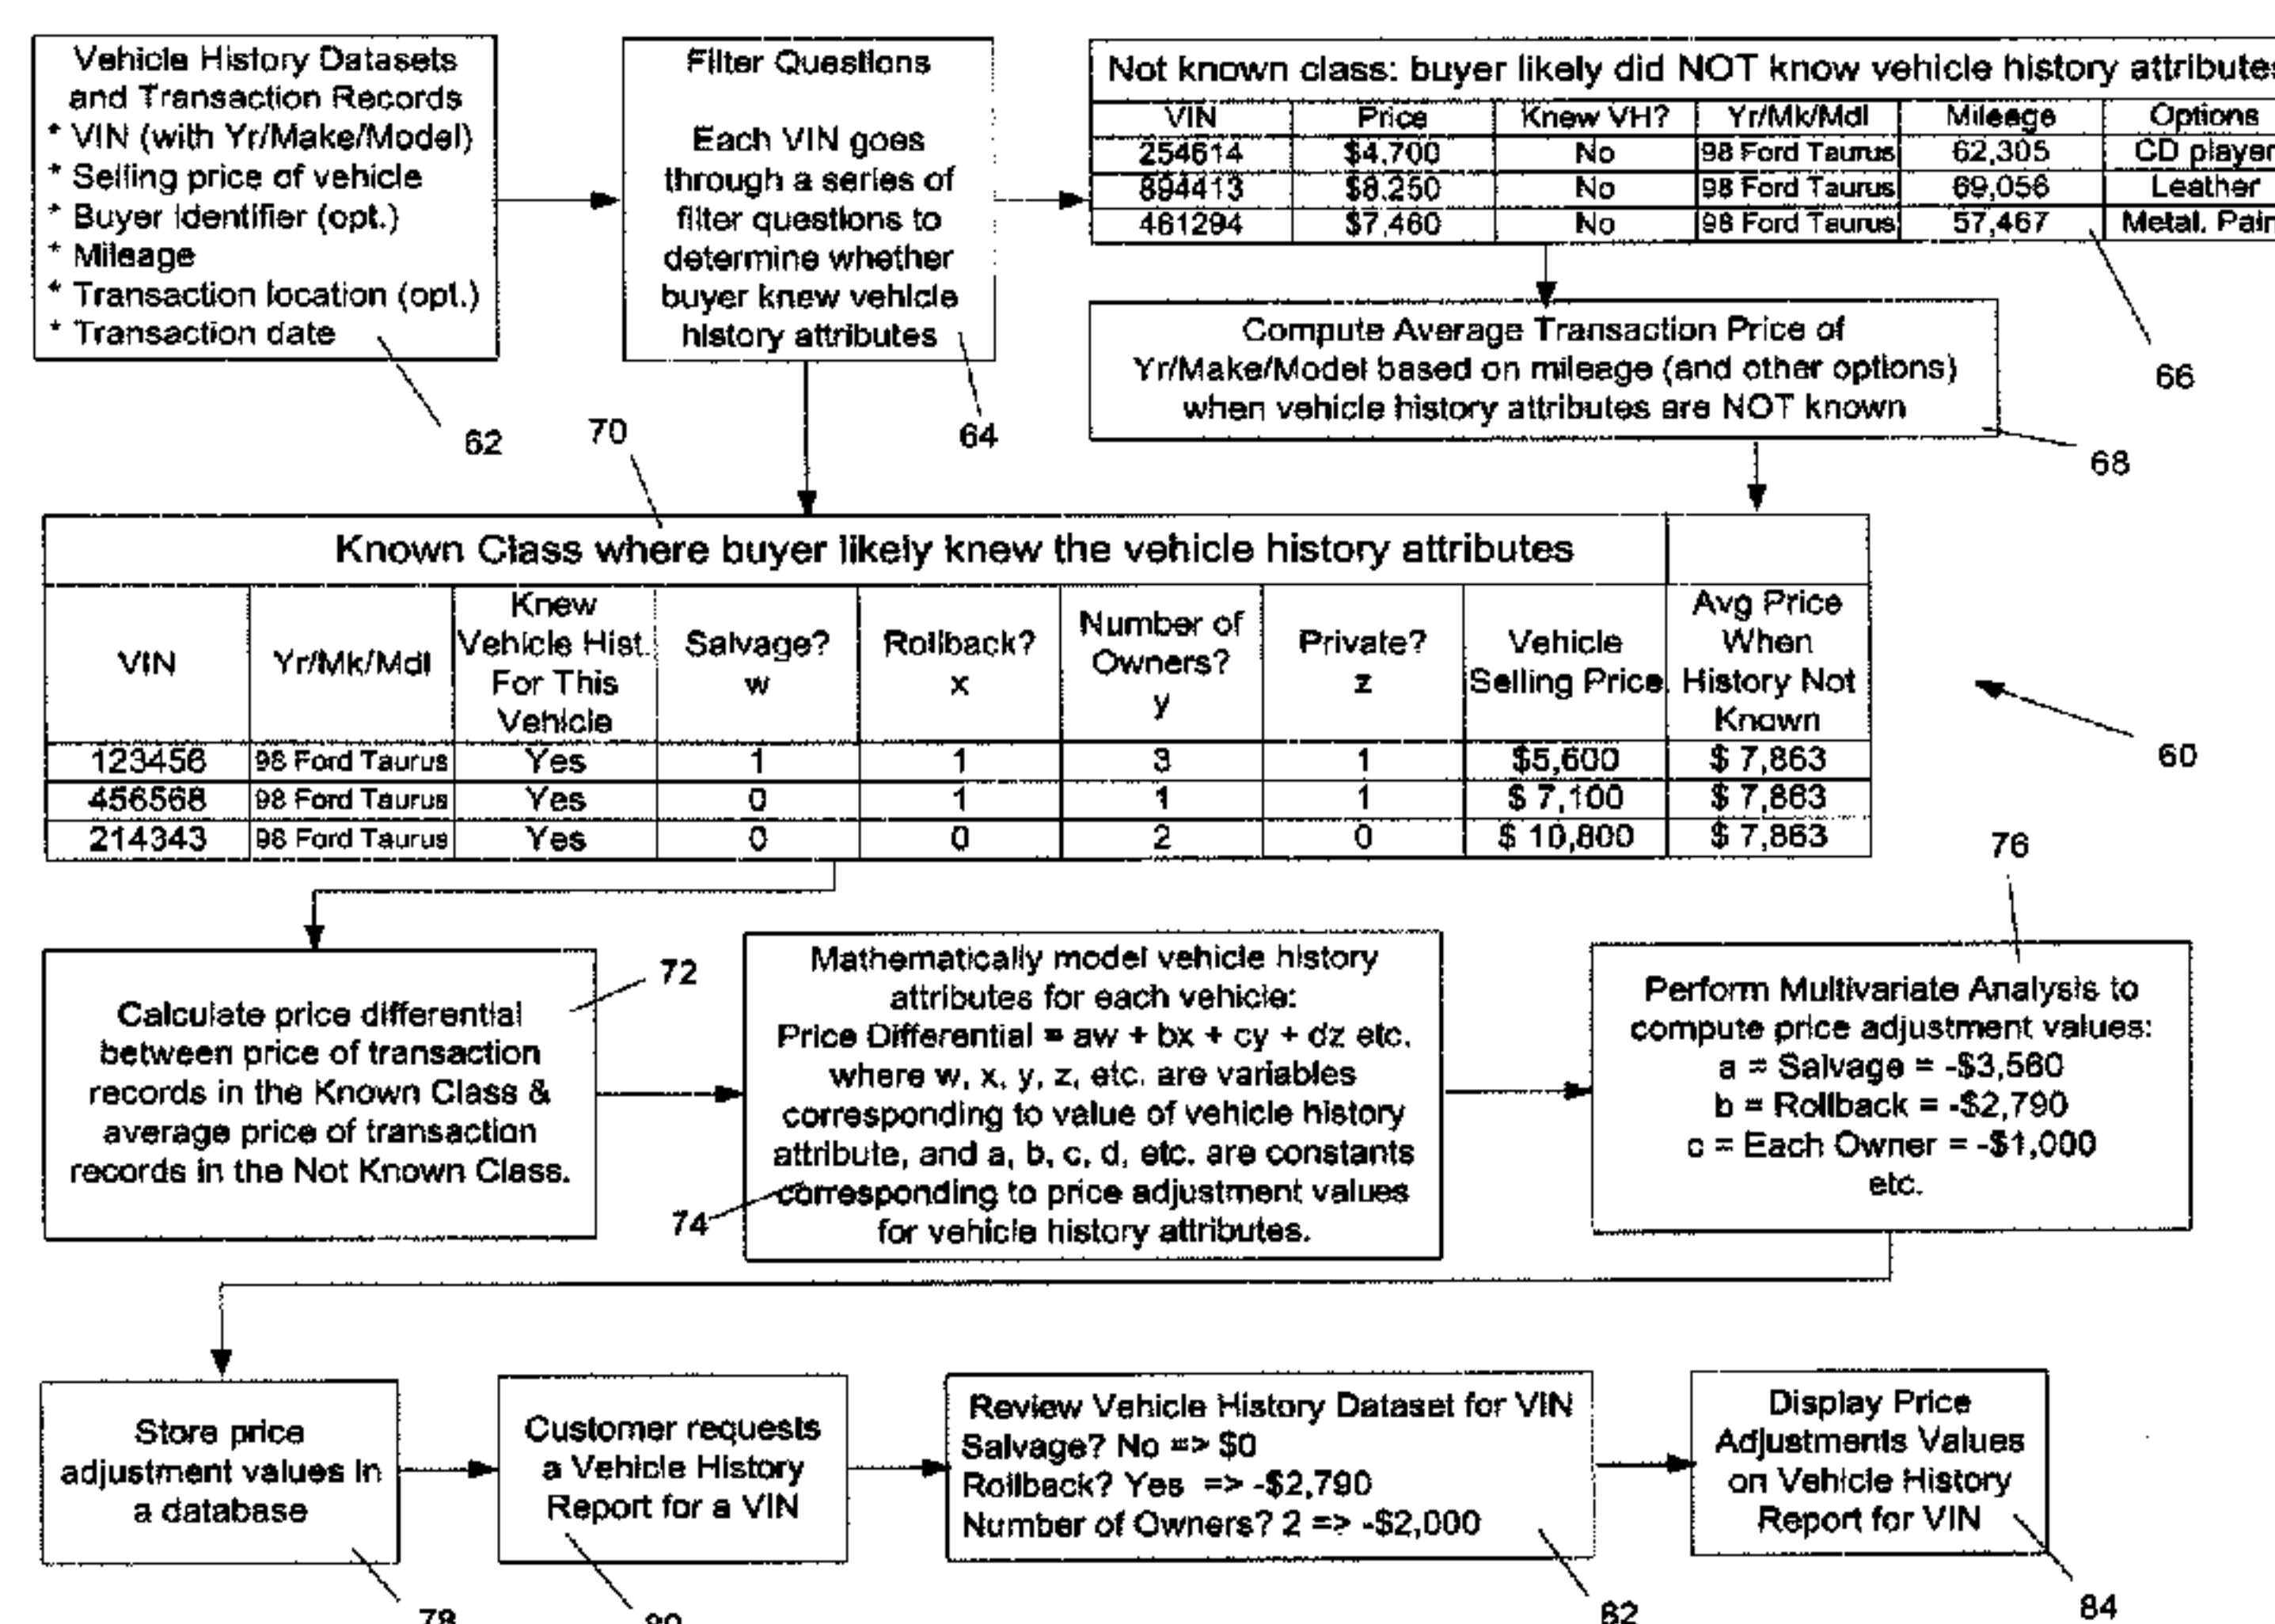 Vehicle History Datasets
and Transaction Records
* VIN (with Yr/Make/Model)
* Selling price of vehicle
* Buyer Identifier (opt.)
* Mileage
* Transaction location (opt.)
* Transaction date
62
Filter Questions
Each VIN goes
through a series of
filter questions to
determine whether
buyer knew vehicle
history attributes
64
Not known class: buyer likely did NOT know vehicle history attributes
VIN Price Knew VH? Yr/Mk/Mdl Mileage Options
254614 $4,700 No 98 Ford Taurus 62,305 CD player
894413 $8,250 No 98 Ford Taurus 69,056 Leather
461294 $7,460 No 98 Ford Taurus 57,467 Metal. Pain
66
Compute Average Transaction Price of
Yr/Make/Model based on mileage (and other options)
when vehicle history attributes are NOT known
68
70
Known Class where buyer likely knew the vehicle history attributes
VIN
Yr/Mk/Mdl
Knew
Vehicle Hist.
For This
Vehicle
Salvage?
w
Rollback?
x
Number of
Owners?
y
Private?
z
Vehicle
Selling Price
Avg Price
When
History Not
Known
123456 98 Ford Taurus Yes 1 1 3 1 $5,600 $ 7,863
456568 98 Ford Taurus Yes 0 1 1 1 $ 7,100 $ 7,863
214343 98 Ford Taurus Yes 0 0 2 0 $ 10,800 $ 7,863
60
Calculate price differential
between price of transaction
records in the Known Class &
average price of transaction
records in the Not Known Class.
72
Mathematically model vehicle history
attributes for each vehicle:
Price Differential = aw + bx + cy + dz etc.
where w, x, y, z, etc. are variables
corresponding to value of vehicle history
attribute, and a, b, c, d, etc. are constants
corresponding to price adjustment values
for vehicle history attributes.
74
76
Perform Multivariate Analysis to
compute price adjustment values:
a = Salvage = -$3,560
b = Rollback = -$2,790
c = Each Owner = -$1,000
etc.
Store price
adjustment values in
a database
78
Customer requests
a Vehicle History
Report for a VIN
80
Review Vehicle History Dataset for VIN
Salvage? No => $0
Rollback? Yes => -$2,790
Number of Owners? 2 => -$2,000
82
Display Price
Adjustments Values
on Vehicle History
Report for VIN
84